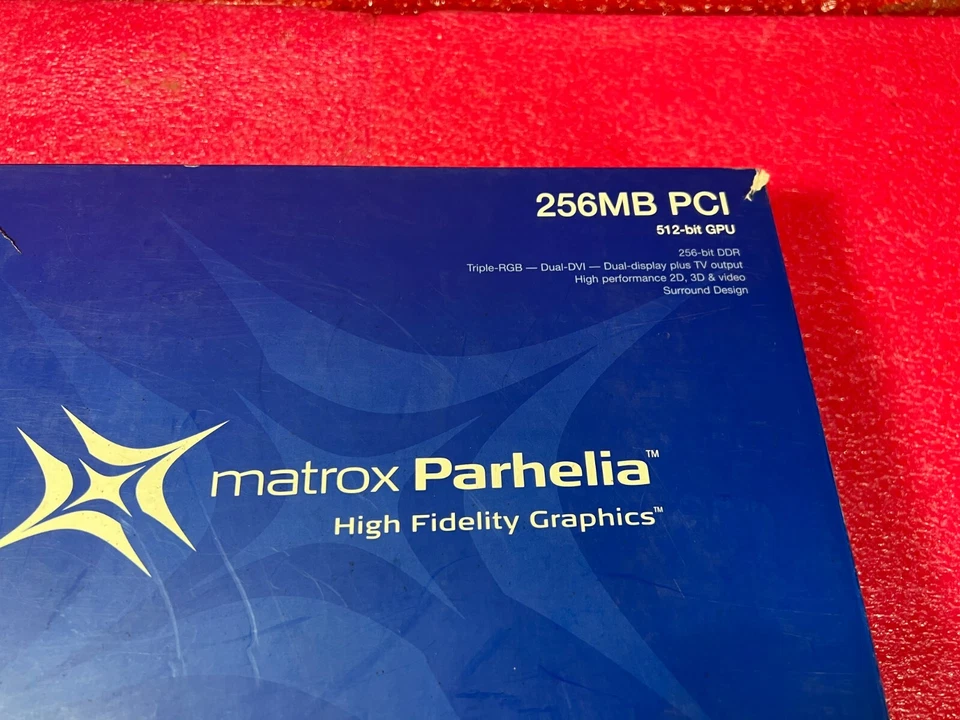 256MB PCI
512-bit GPU
256-bit DDR
Triple-RGB — Dual-DVI — Dual-display plus TV output
High performance 2D, 3D & video
Surround Design
matrox Parhelia™
High Fidelity Graphics™